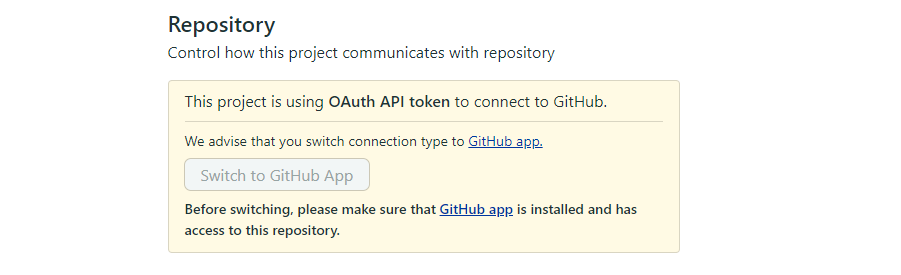 Repository
Control how this project communicates with repository
This project is using OAuth API token to connect to GitHub.
We advise that you switch connection type to GitHub app.
Switch to GitHub App
Before switching, please make sure that GitHub app is installed and has
access to this repository.